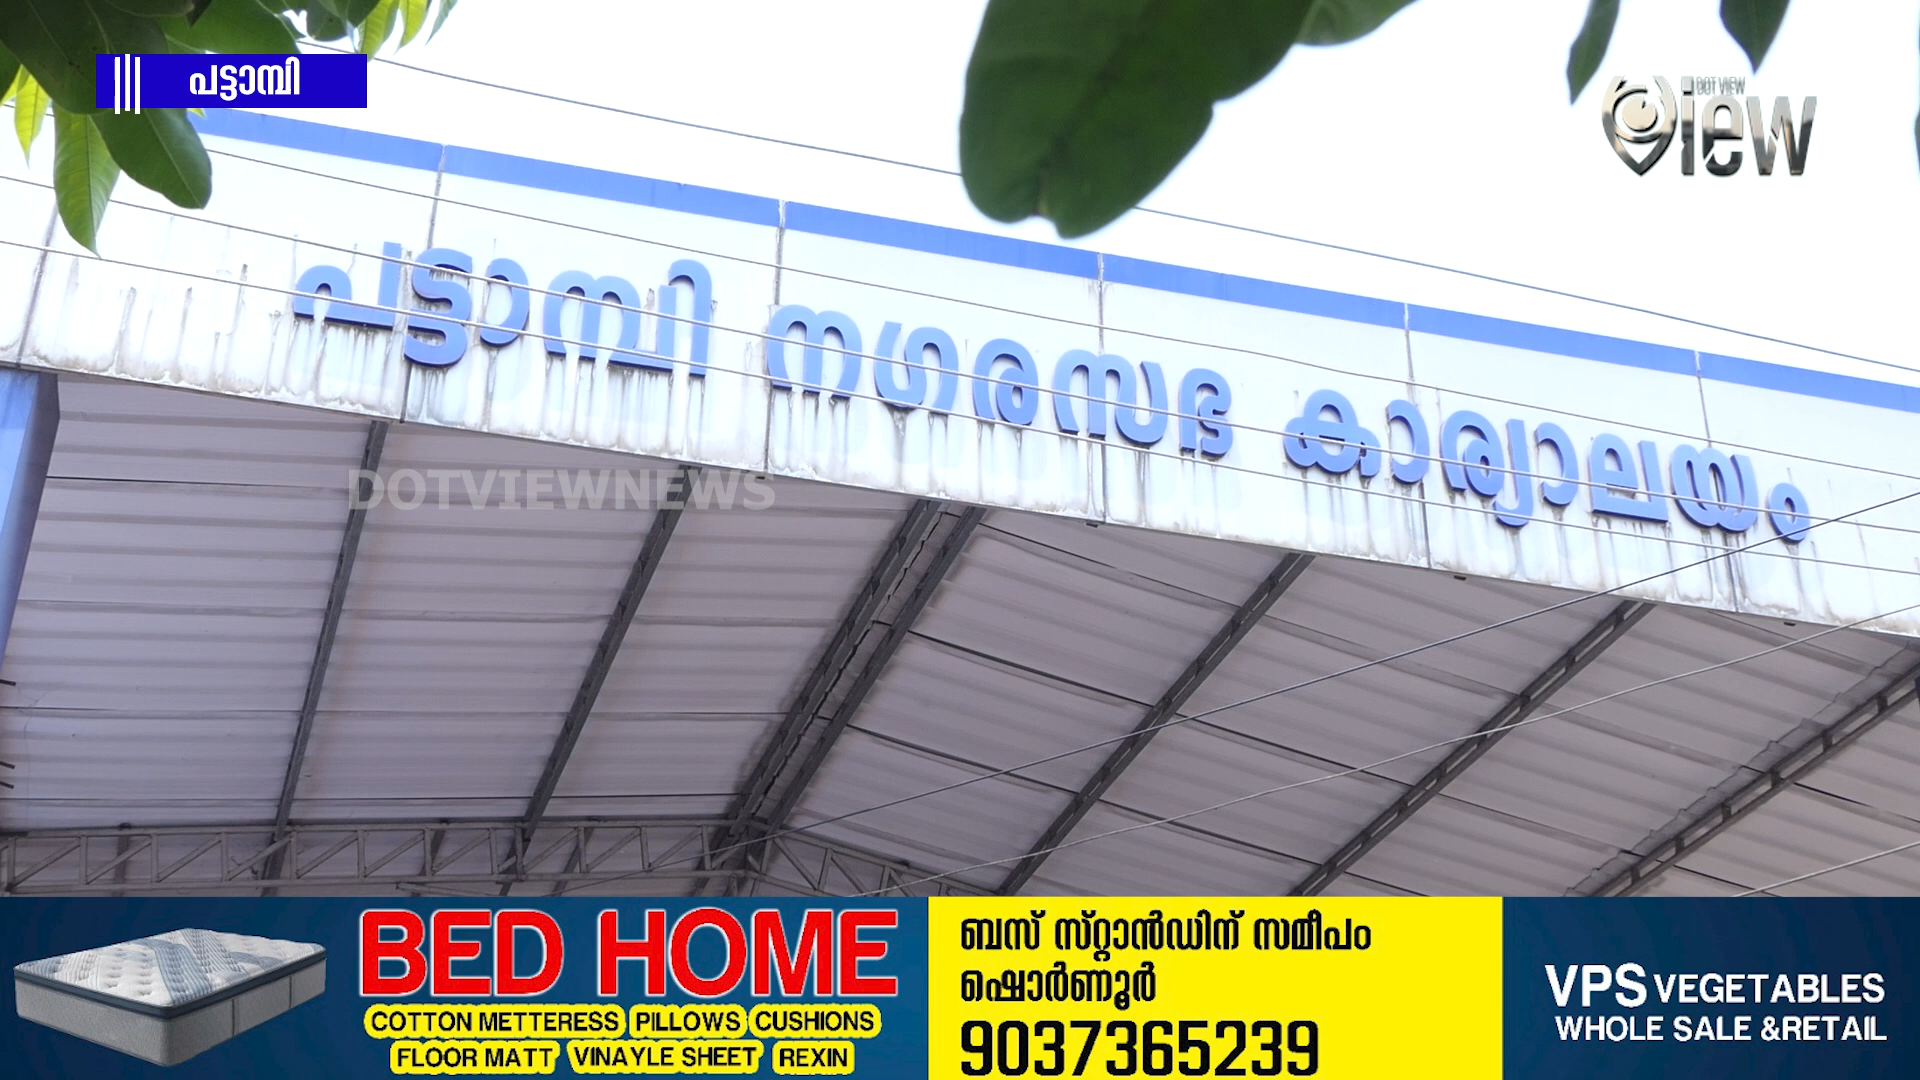 പട്ടാമ്പി
DOT VIEW
view
പട്ടാമ്പി നഗരസഭ കാര്യാലയം
DOTVIEWNEWS
BED HOME
COTTON METTERESS PILLOWS CUSHIONS
FLOOR MATT VINAYLE SHEET REXIN
ബസ് സ്റ്റാൻഡിന് സമീപം
ഷൊർണൂർ
9037365239
VPS VEGETABLES
WHOLE SALE &RETAIL